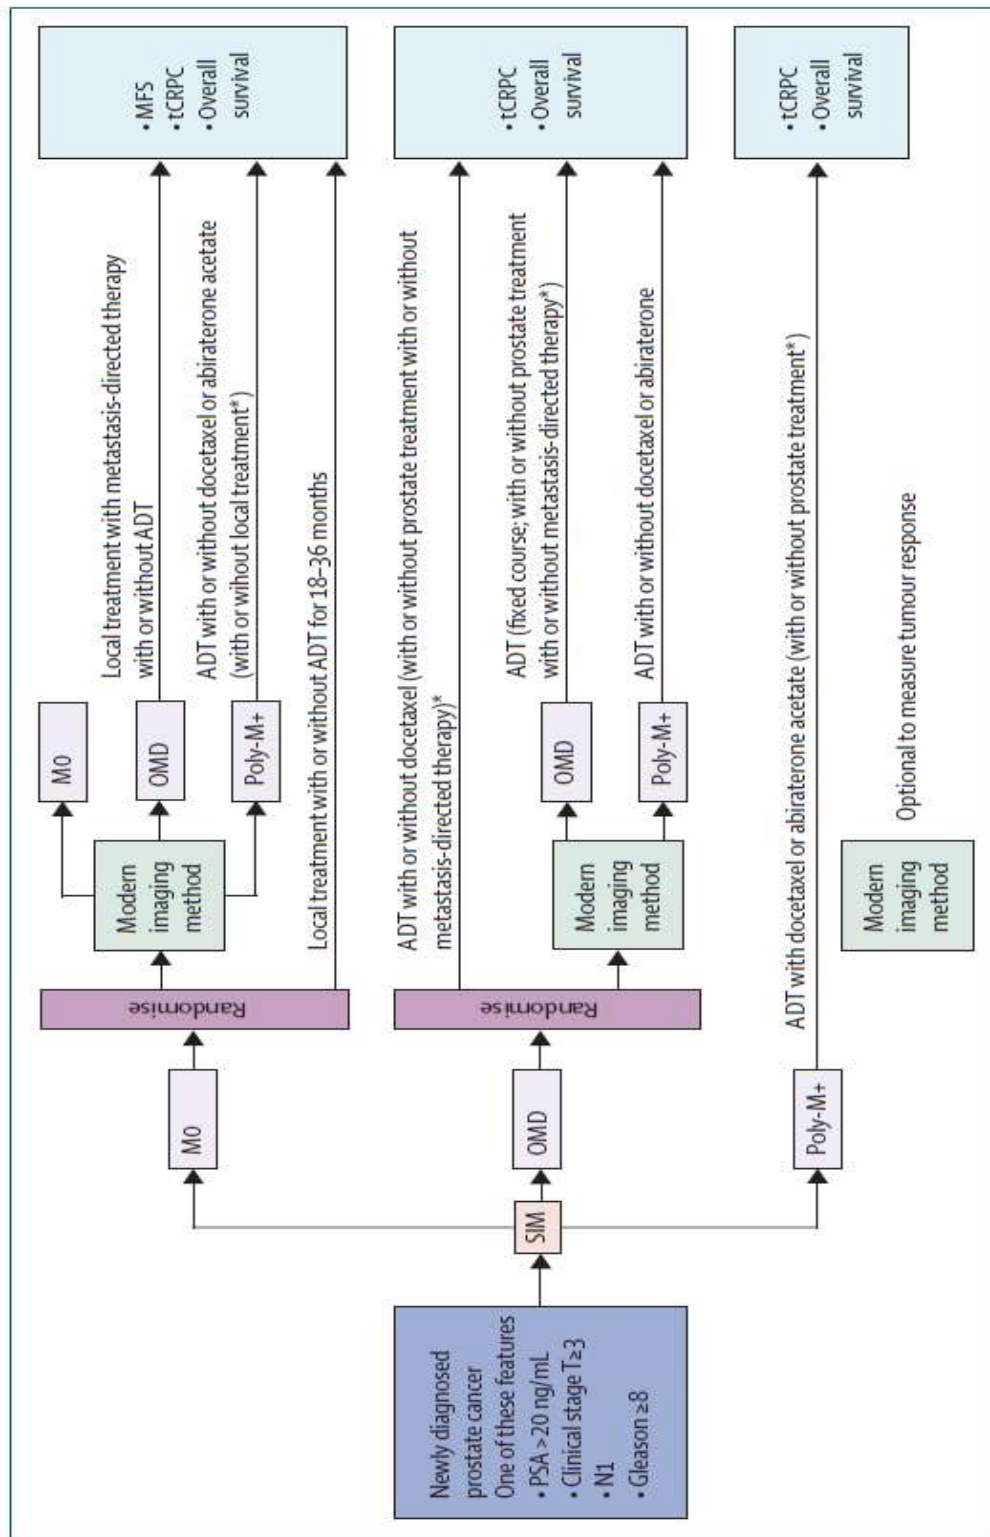 Newly diagnosed
prostate cancer
One of these features
• PSA >20 ng/mL
• Clinical stage T≥3
• N1
• Gleason ≥8
SIM
M0
Randomise
Modern
imaging
method
M0
OMD
Poly-M+
Local treatment with metastasis-directed therapy
with or without ADT
ADT with or without docetaxel or abiraterone acetate
(with or wihout local treatment*)
Local treatment with or without ADT for 18–36 months
• MFS
• tCRPC
• Overall
survival
OMD
Randomise
ADT with or without docetaxel (with or without prostate treatment with or without
metastasis-directed therapy)*
Modern
imaging
method
OMD
Poly-M+
ADT (fixed course; with or without prostate treatment
with or without metastasis-directed therapy*)
ADT with or without docetaxel or abiraterone
• tCRPC
• Overall
survival
Poly-M+
ADT with docetaxel or abiraterone acetate (with or without prostate treatment*)
• tCRPC
• Overall
survival
Modern
imaging
method
Optional to measure tumour response